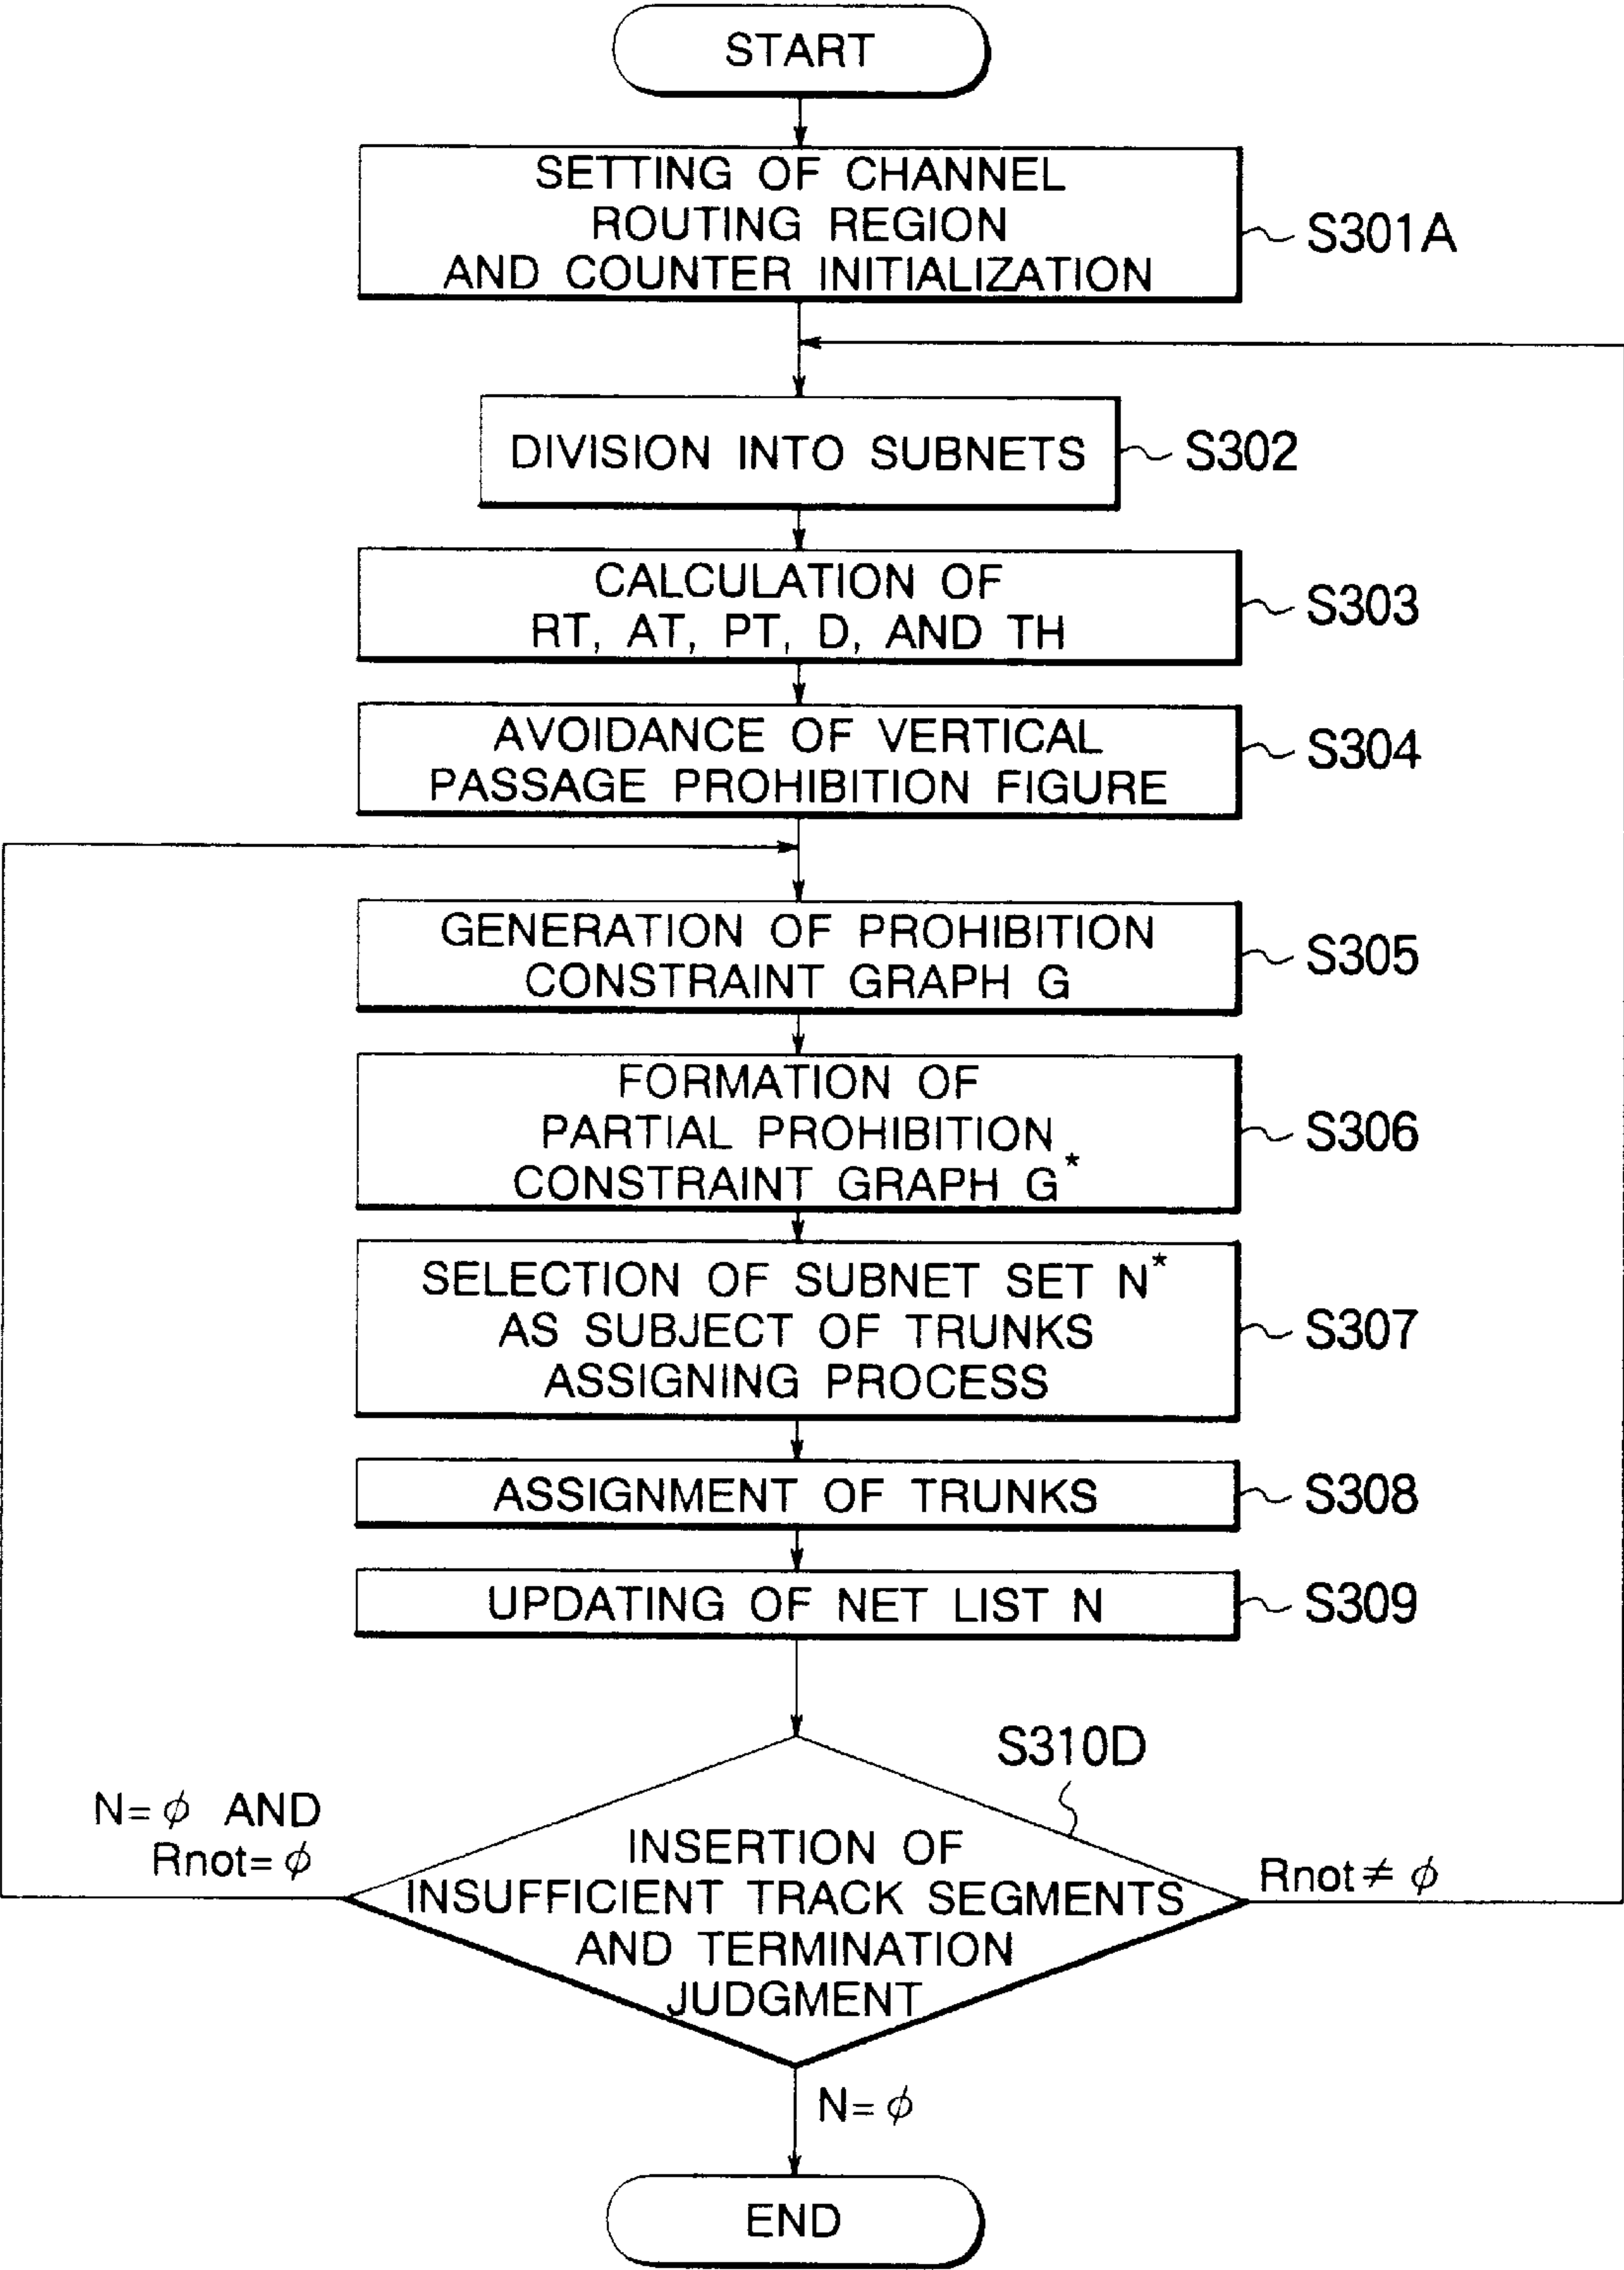 START
SETTING OF CHANNEL
ROUTING REGION
AND COUNTER INITIALIZATION
S301A
DIVISION INTO SUBNETS
S302
CALCULATION OF
RT, AT, PT, D, AND TH
S303
AVOIDANCE OF VERTICAL
PASSAGE PROHIBITION FIGURE
S304
GENERATION OF PROHIBITION
CONSTRAINT GRAPH G
S305
FORMATION OF
PARTIAL PROHIBITION
CONSTRAINT GRAPH G*
S306
SELECTION OF SUBNET SET N*
AS SUBJECT OF TRUNKS
ASSIGNING PROCESS
S307
ASSIGNMENT OF TRUNKS
S308
UPDATING OF NET LIST N
S309
S310D
N=ϕ AND
Rnot=ϕ
INSERTION OF
INSUFFICIENT TRACK SEGMENTS
AND TERMINATION
JUDGMENT
Rnot≠ϕ
N=ϕ
END